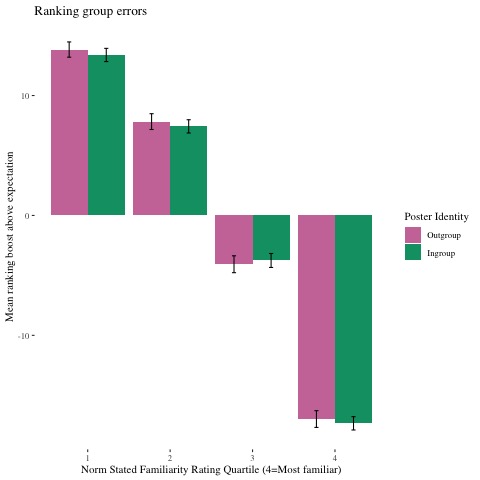 Ranking group errors
Mean ranking boost above expectation
10
0
-10
1 2 3 4
Norm Stated Familiarity Rating Quartile (4=Most familiar)
Poster Identity
Outgroup
Ingroup